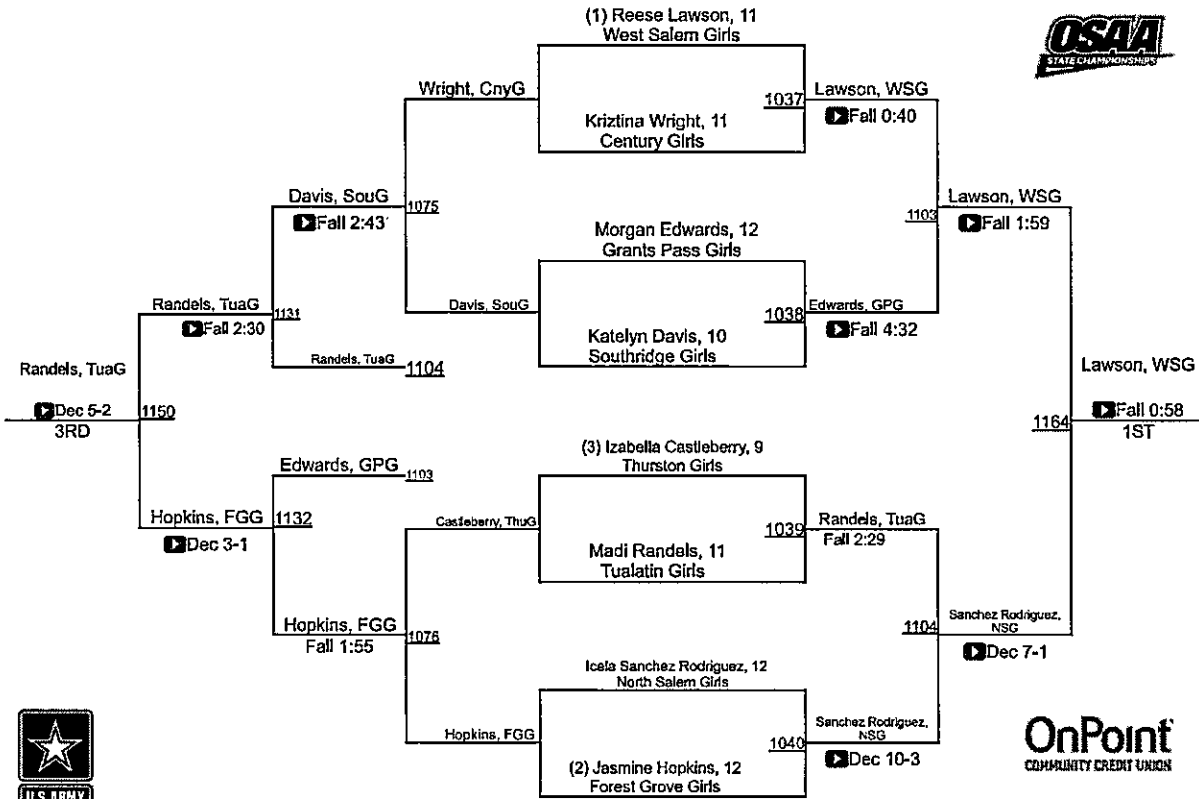 (1) Reese Lawson, 11
West Salem Girls
OSAA
STATE CHAMPIONSHIPS
Wright, CnyG
1037
Lawson, WSG
Fall 0:40
Kriztina Wright, 11
Century Girls
Davis, SouG
Fall 2:43
1075
1103
Lawson, WSG
Fall 1:59
Morgan Edwards, 12
Grants Pass Girls
Randels, TuaG
Fall 2:30
1131
Davis, SouG
1038
Edwards, GPG
Fall 4:32
Katelyn Davis, 10
Southridge Girls
Randels, TuaG
1104
Randels, TuaG
Dec 5-2
3RD
1150
Lawson, WSG
Fall 0:58
1ST
1164
(3) Izabella Castleberry, 9
Thurston Girls
Edwards, GPG
1103
Hopkins, FGG
Dec 3-1
1132
Castleberry, ThuG
1039
Randels, TuaG
Fall 2:29
Madi Randels, 11
Tualatin Girls
Hopkins, FGG
Fall 1:55
1076
1104
Sanchez Rodriguez,
NSG
Dec 7-1
Icela Sanchez Rodriguez, 12
North Salem Girls
Hopkins, FGG
1040
Sanchez Rodriguez,
NSG
Dec 10-3
(2) Jasmine Hopkins, 12
Forest Grove Girls
U.S. ARMY
OnPoint
COMMUNITY CREDIT UNION